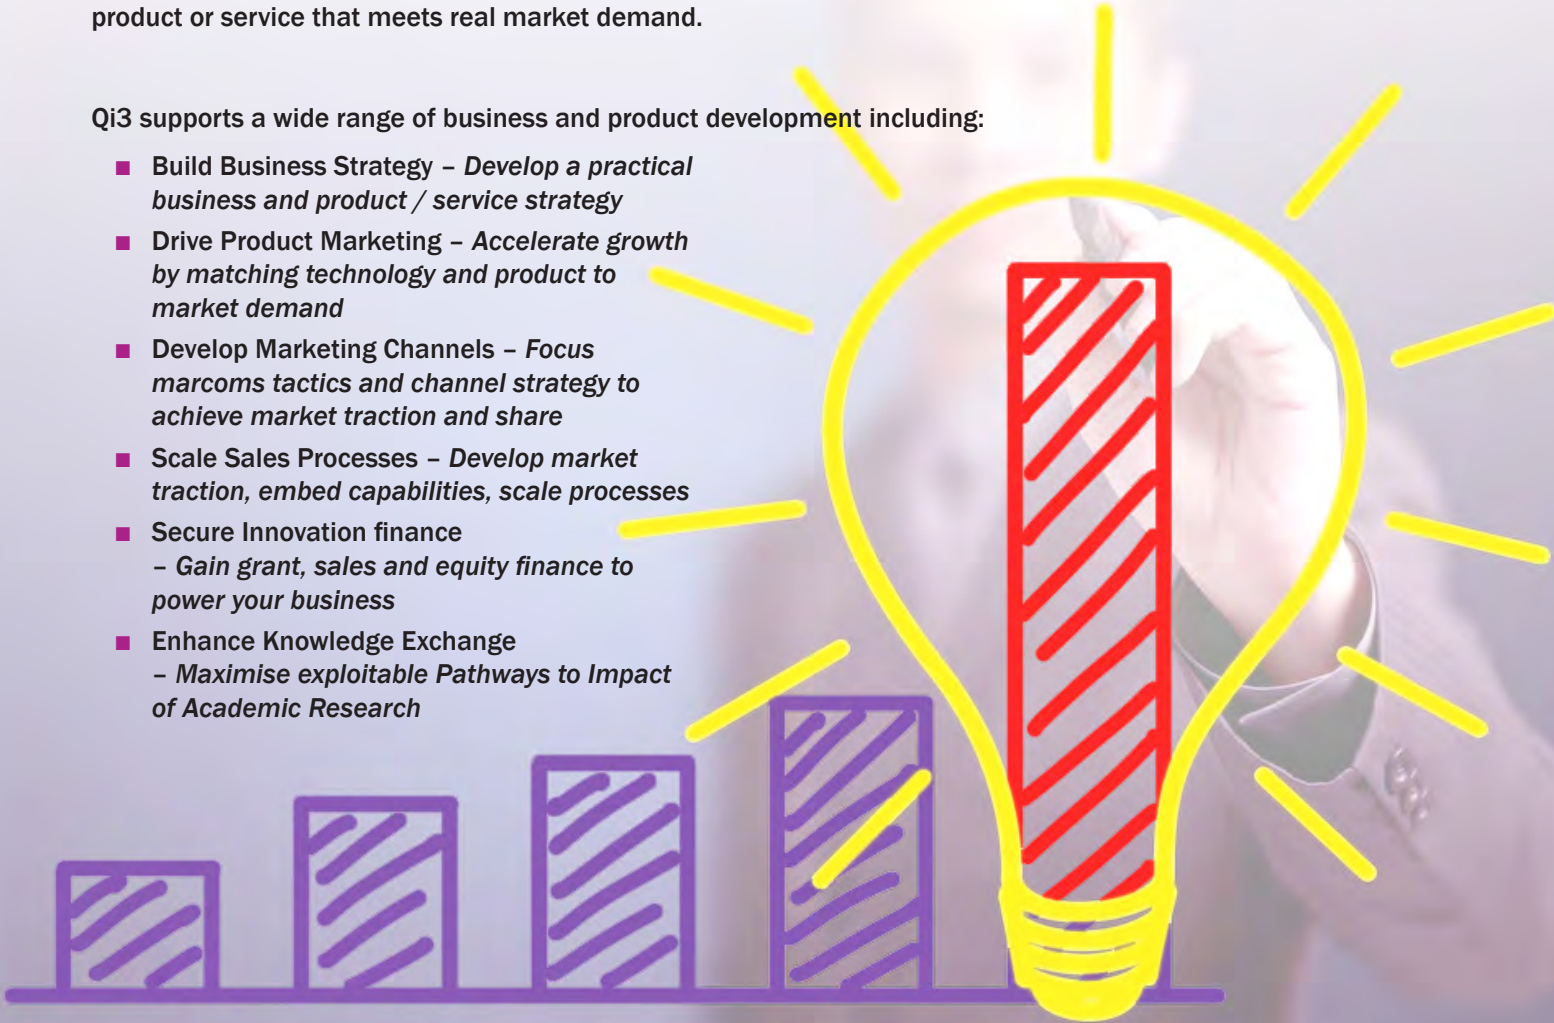 product or service that meets real market demand.
Qi3 supports a wide range of business and product development including:
■ Build Business Strategy – Develop a practical
business and product / service strategy
■ Drive Product Marketing – Accelerate growth
by matching technology and product to
market demand
■ Develop Marketing Channels – Focus
marcoms tactics and channel strategy to
achieve market traction and share
■ Scale Sales Processes – Develop market
traction, embed capabilities, scale processes
■ Secure Innovation finance
– Gain grant, sales and equity finance to
power your business
■ Enhance Knowledge Exchange
– Maximise exploitable Pathways to Impact
of Academic Research